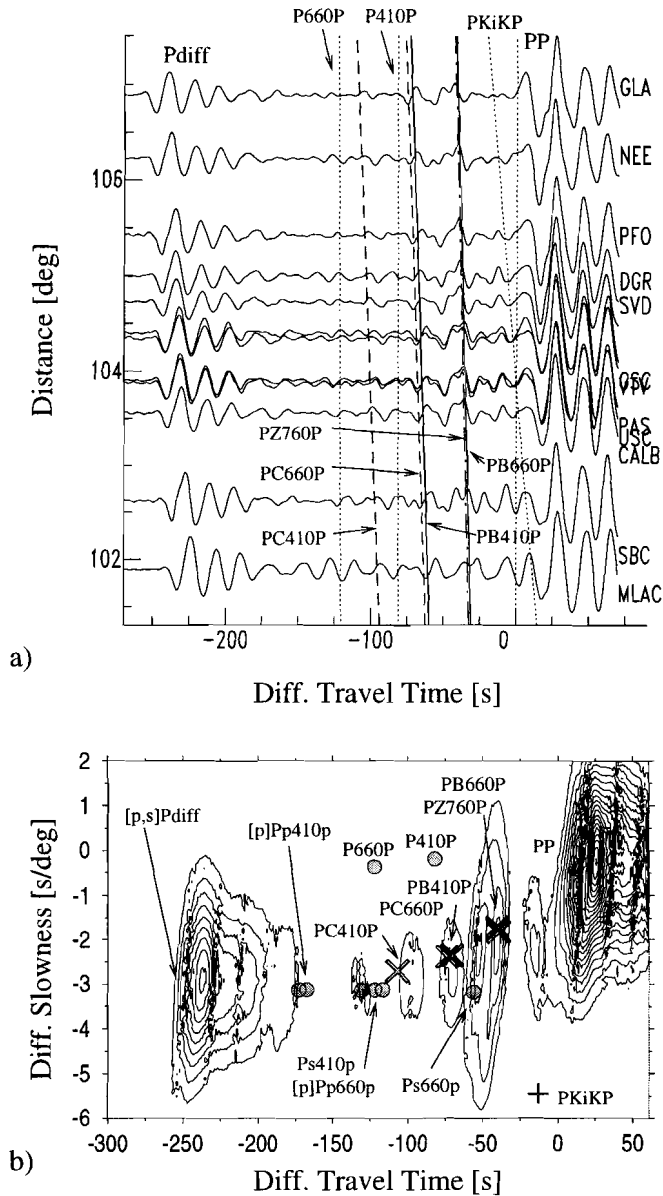 P660P P410P PKiKP
Pdiff PP
GLA
NEE
PFO
DGR
SVD
GSC
PAS
USC
CALB
SBC
MLAC
PZ760P
PB660P
PC660P
PC410P
PB410P
106
104
102
Distance [deg]
-200 -100 0
a)
Diff. Travel Time [s]
2
1
0
-1
-2
-3
-4
-5
-6
Diff. Slowness [s/deg]
PB660P
PZ760P
[p,s]Pdiff
[p]Pp410p
P660P P410P
PP
PB410P
PC660P
PC410P
Ps410p
[p]Pp660p
Ps660p
PKiKP
-300 -250 -200 -150 -100 -50 0 50
b)
Diff. Travel Time [s]